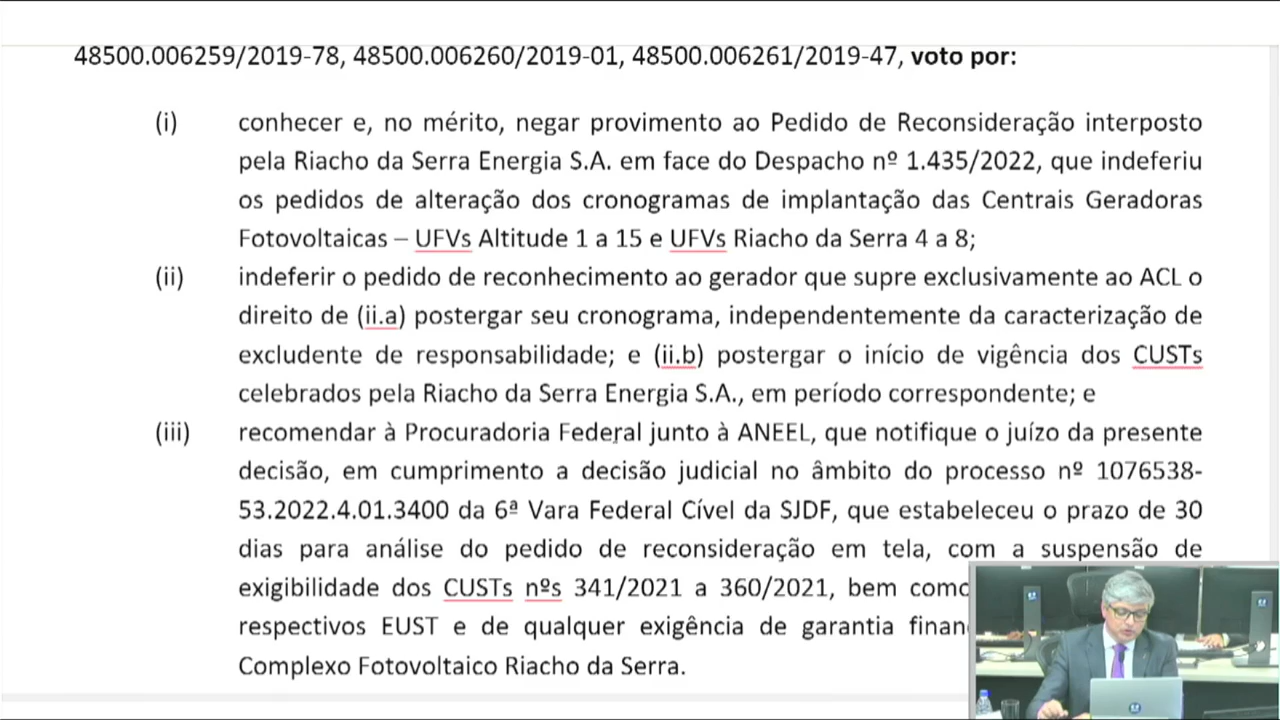 48500.006259/2019-78, 48500.006260/2019-01, 48500.006261/2019-47, voto por:
(i) conhecer e, no mérito, negar provimento ao Pedido de Reconsideração interposto
pela Riacho da Serra Energia S.A. em face do Despacho nº 1.435/2022, que indeferiu
os pedidos de alteração dos cronogramas de implantação das Centrais Geradoras
Fotovoltaicas – UFVs Altitude 1 a 15 e UFVs Riacho da Serra 4 a 8;
(ii) indeferir o pedido de reconhecimento ao gerador que supre exclusivamente ao ACL o
direito de (ii.a) postergar seu cronograma, independentemente da caracterização de
excludente de responsabilidade; e (ii.b) postergar o início de vigência dos CUSTs
celebrados pela Riacho da Serra Energia S.A., em período correspondente; e
(iii) recomendar à Procuradoria Federal junto à ANEEL, que notifique o juízo da presente
decisão, em cumprimento a decisão judicial no âmbito do processo nº 1076538-
53.2022.4.01.3400 da 6ª Vara Federal Cível da SJDF, que estabeleceu o prazo de 30
dias para análise do pedido de reconsideração em tela, com a suspensão de
exigibilidade dos CUSTs nºs 341/2021 a 360/2021, bem como
respectivos EUST e de qualquer exigência de garantia
Complexo Fotovoltaico Riacho da Serra.